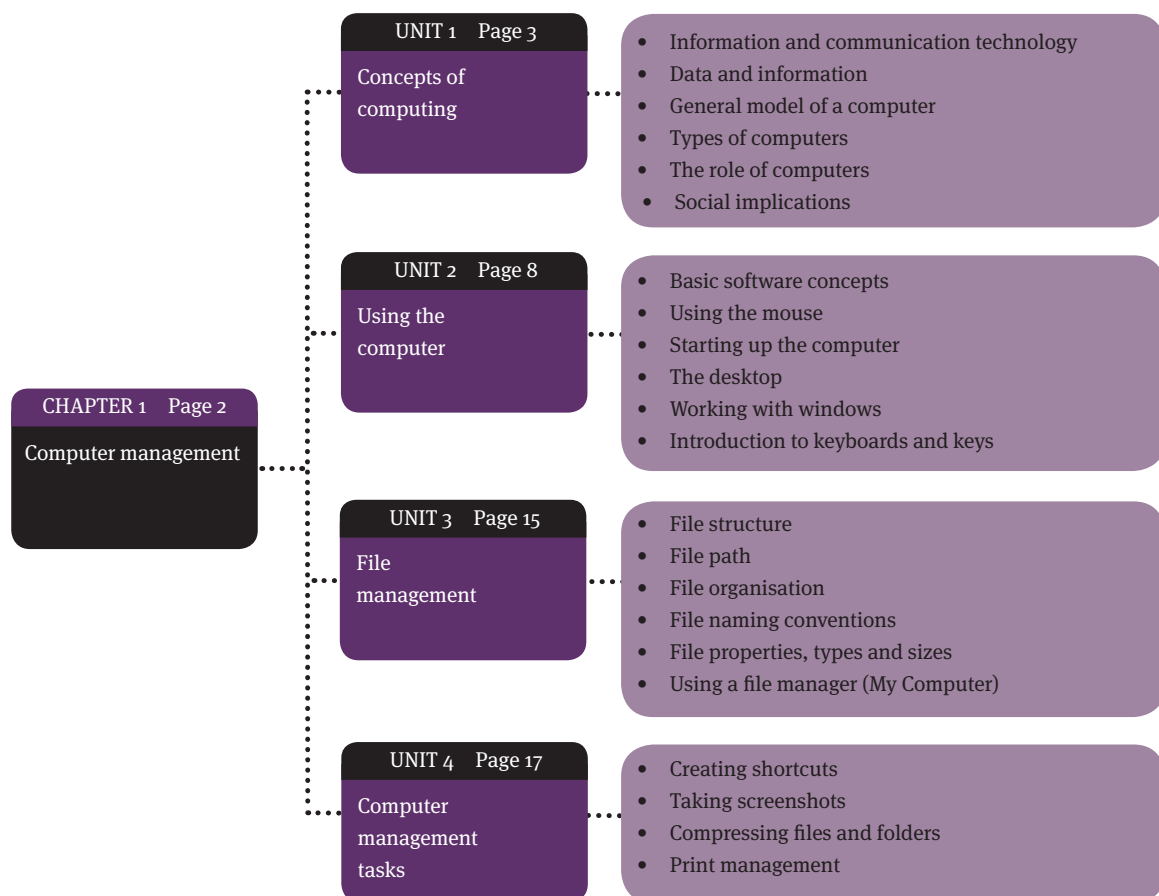 CHAPTER 1 Page 2
Computer management
UNIT 1 Page 3
Concepts of
computing
• Information and communication technology
• Data and information
• General model of a computer
• Types of computers
• The role of computers
• Social implications
UNIT 2 Page 8
Using the
computer
• Basic software concepts
• Using the mouse
• Starting up the computer
• The desktop
• Working with windows
• Introduction to keyboards and keys
UNIT 3 Page 15
File
management
• File structure
• File path
• File organisation
• File naming conventions
• File properties, types and sizes
• Using a file manager (My Computer)
UNIT 4 Page 17
Computer
management
tasks
• Creating shortcuts
• Taking screenshots
• Compressing files and folders
• Print management